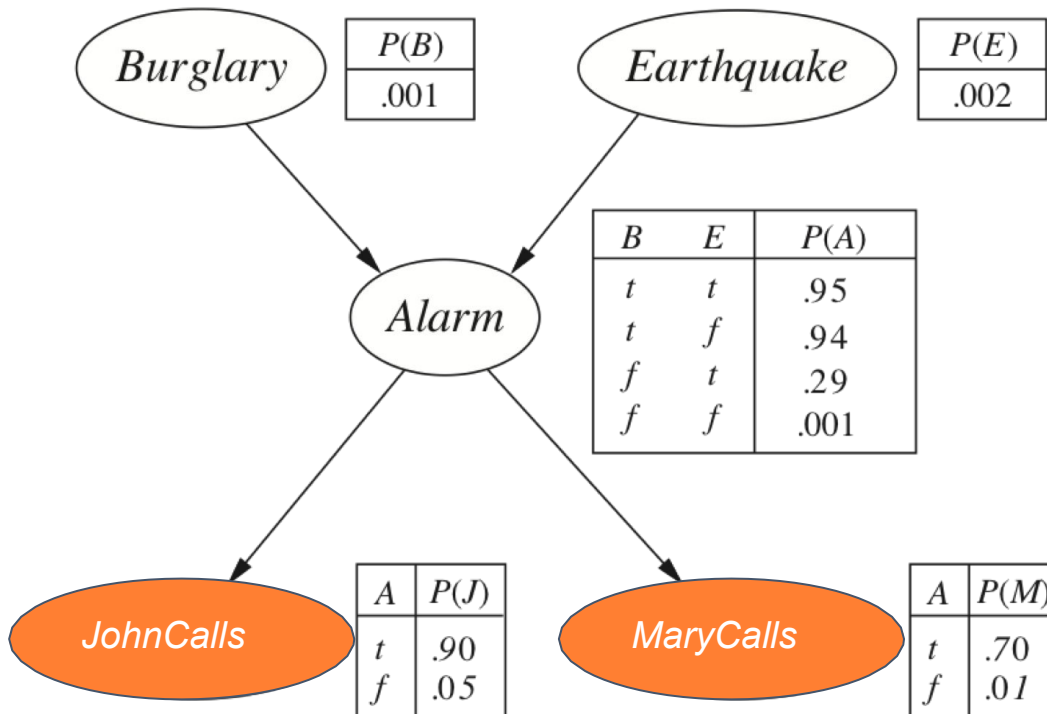 Burglary
P(B)
.001
Earthquake
P(E)
.002
B E P(A)
t t .95
t f .94
f t .29
f f .001
Alarm
JohnCalls
A P(J)
t .90
f .05
MaryCalls
A P(M)
t .70
f .01